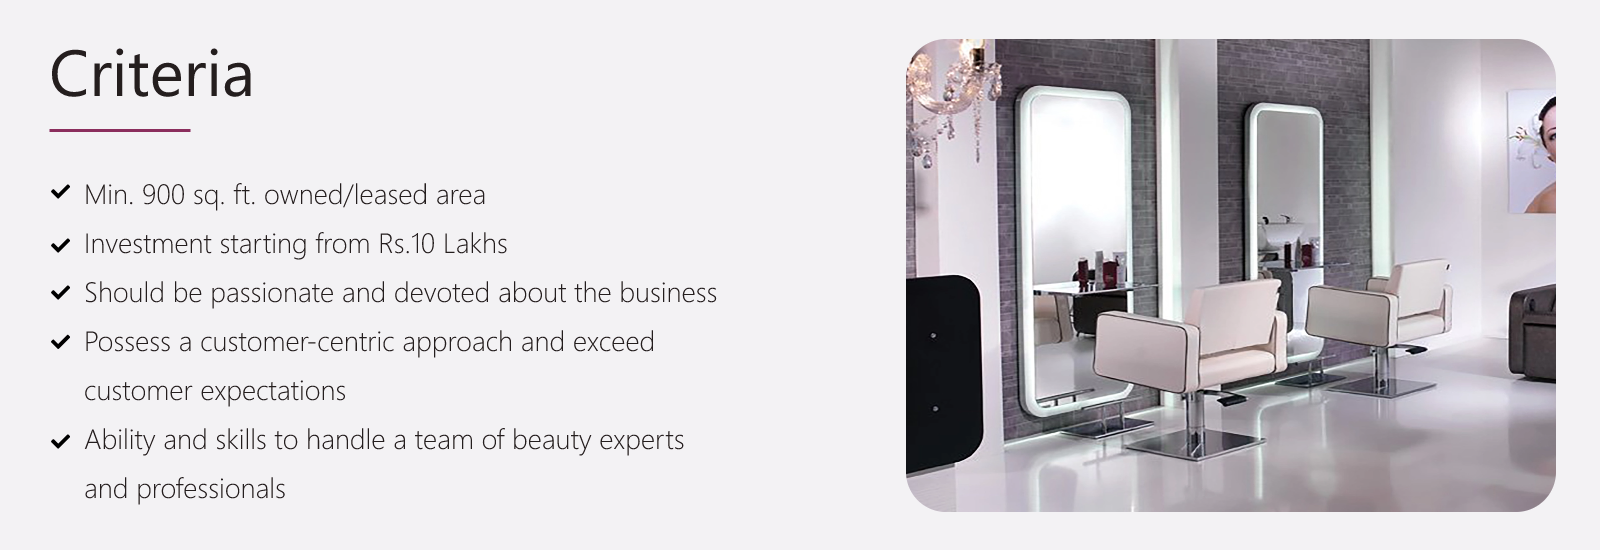 Criteria
Min. 900 sq. ft. owned/leased area
Investment starting from Rs.10 Lakhs
Should be passionate and devoted about the business
Possess a customer-centric approach and exceed
customer expectations
Ability and skills to handle a team of beauty experts
and professionals